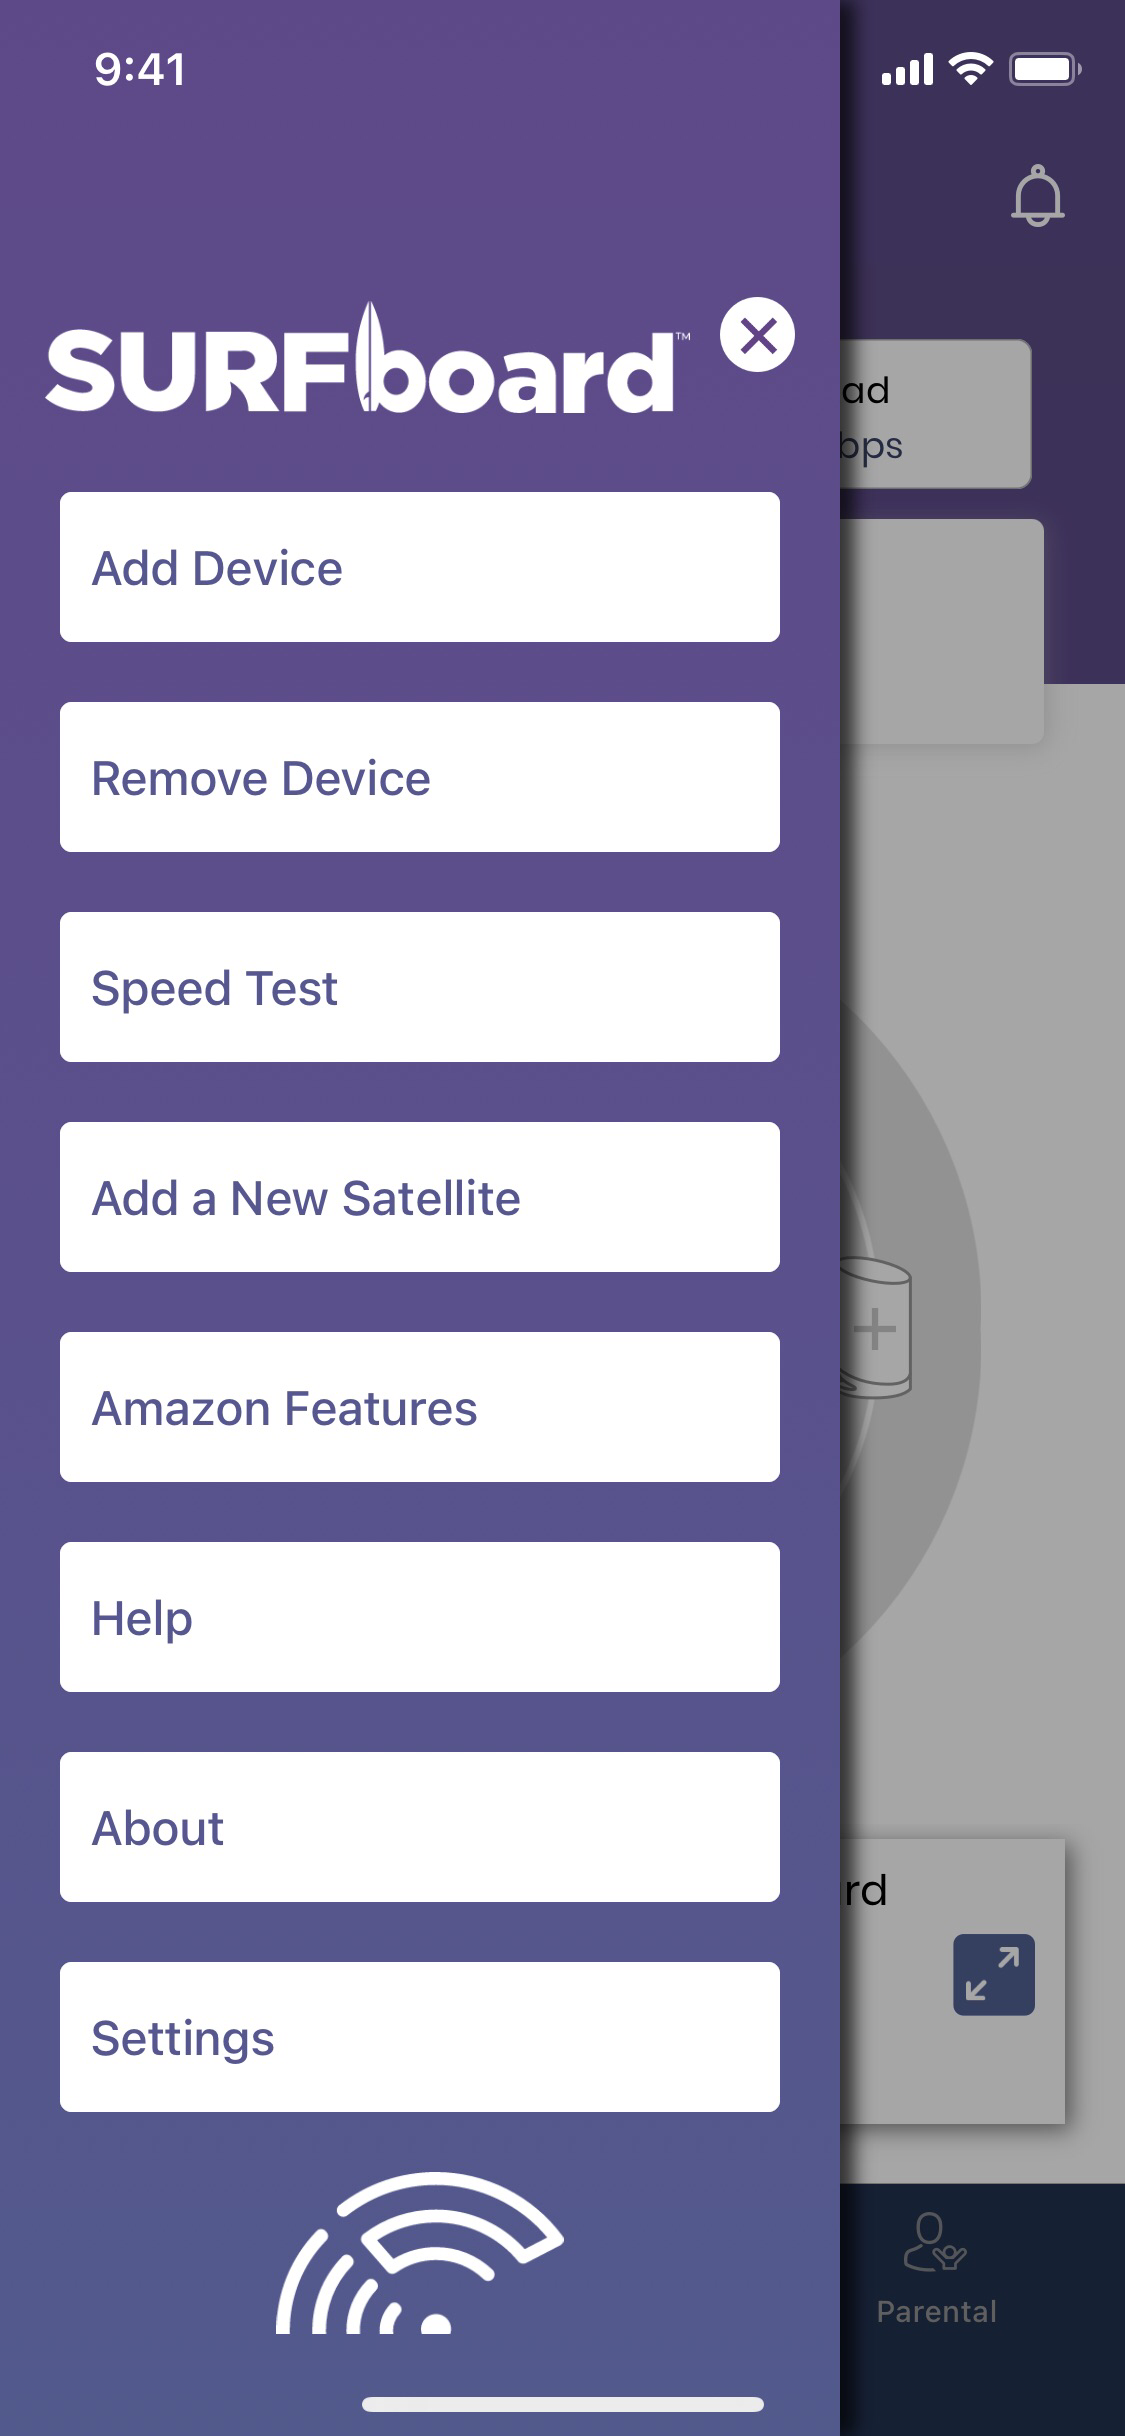 9:41
SURFboard™
ad
bps
Add Device
Remove Device
Speed Test
Add a New Satellite
Amazon Features
Help
About
rd
Settings
Parental